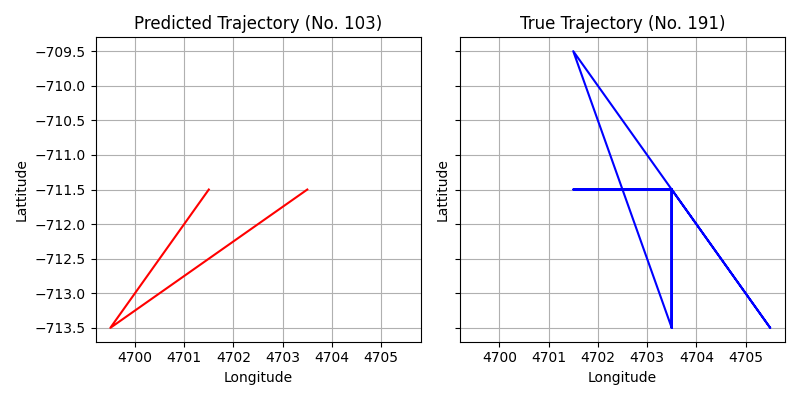 Predicted Trajectory (No. 103)
True Trajectory (No. 191)
−709.5
−710.0
−710.5
−711.0
−711.5
−712.0
−712.5
−713.0
−713.5
Lattitude
Lattitude
4700 4701 4702 4703 4704 4705
4700 4701 4702 4703 4704 4705
Longitude
Longitude